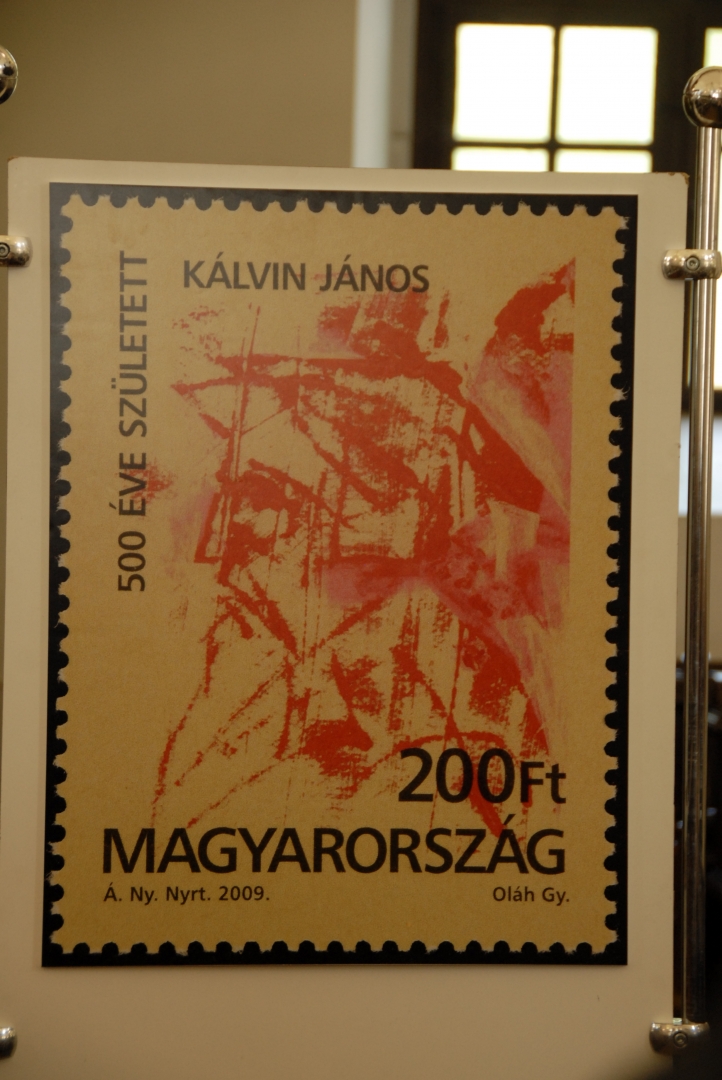 KÁLVIN JÁNOS
500 ÉVE SZÜLETETT
200Ft
MAGYARORSZÁG
Á. Ny. Nyrt. 2009.
Oláh Gy.